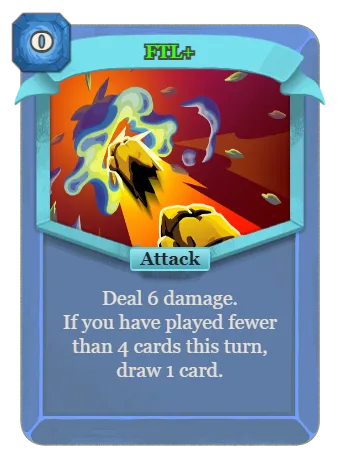 0
FTL+
Attack
Deal 6 damage.
If you have played fewer
than 4 cards this turn,
draw 1 card.